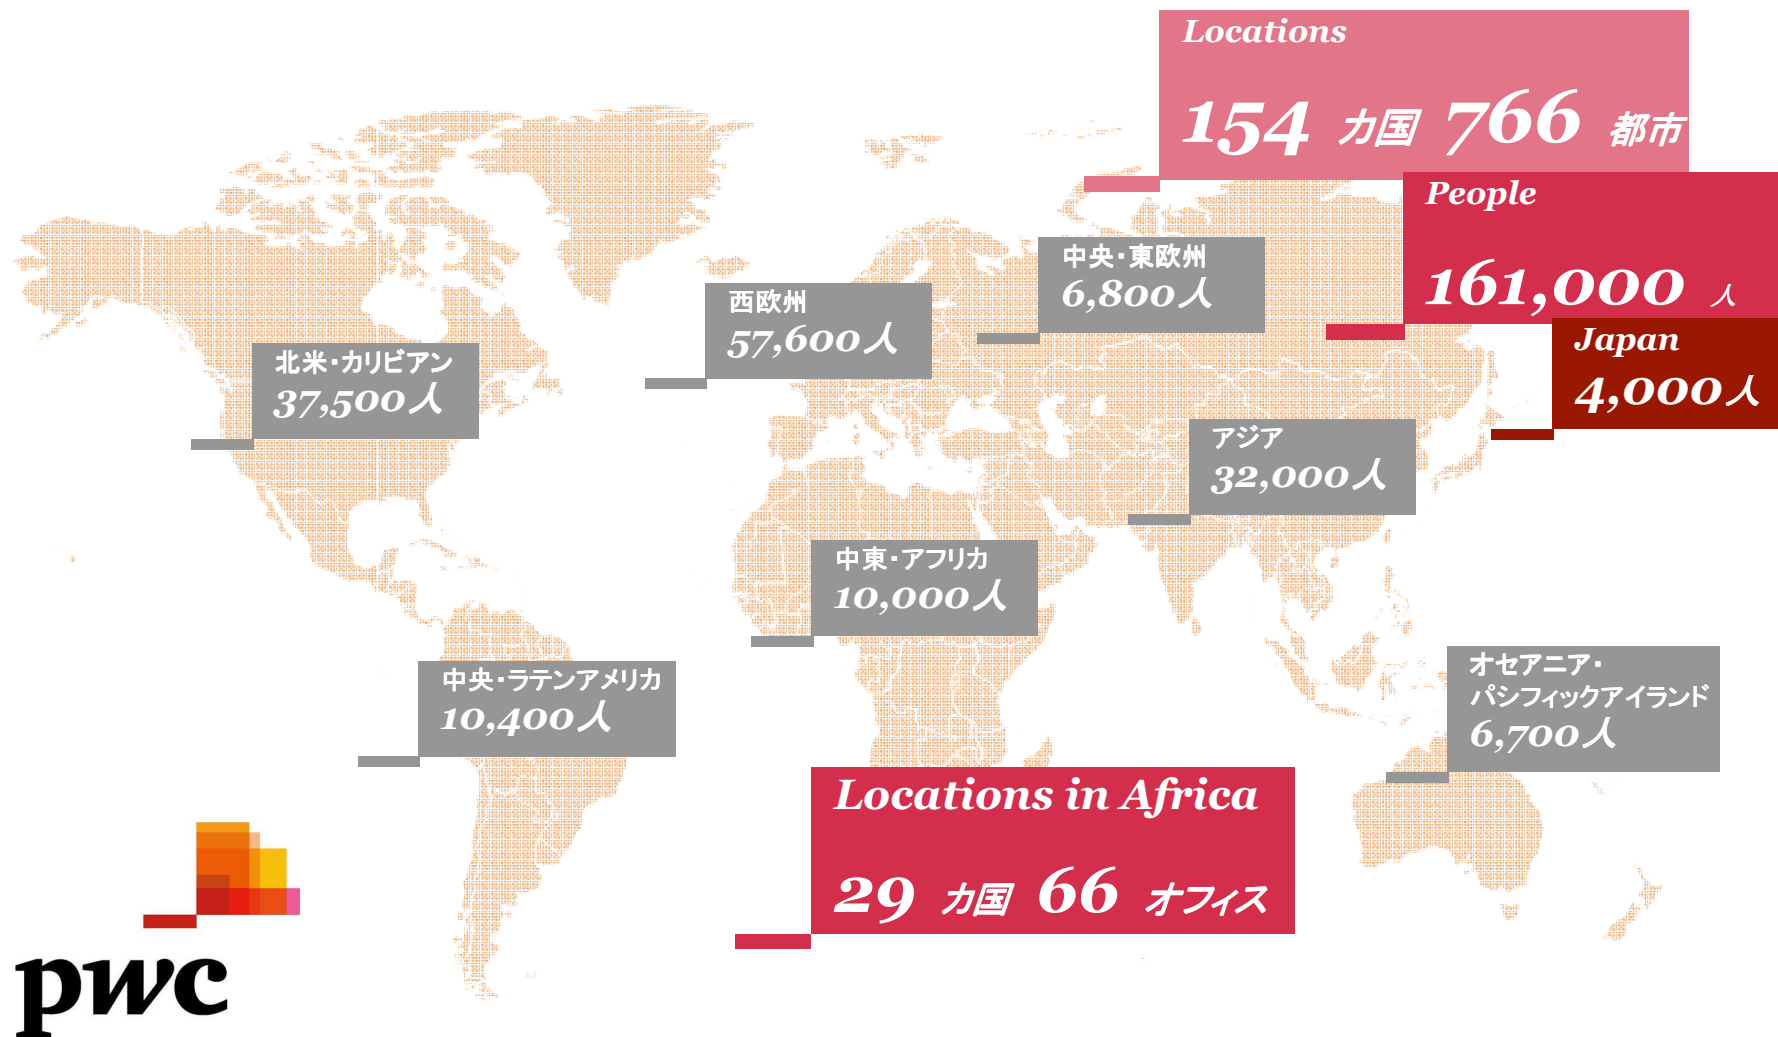 Locations
154 カ国 766 都市
People
161,000 人
中央・東欧州
6,800人
西欧州
57,600人
Japan
4,000人
北米・カリビアン
37,500人
アジア
32,000人
中東・アフリカ
10,000人
中央・ラテンアメリカ
10,400人
オセアニア・
パシフィックアイランド
6,700人
Locations in Africa
29 カ国 66 オフィス
pwc